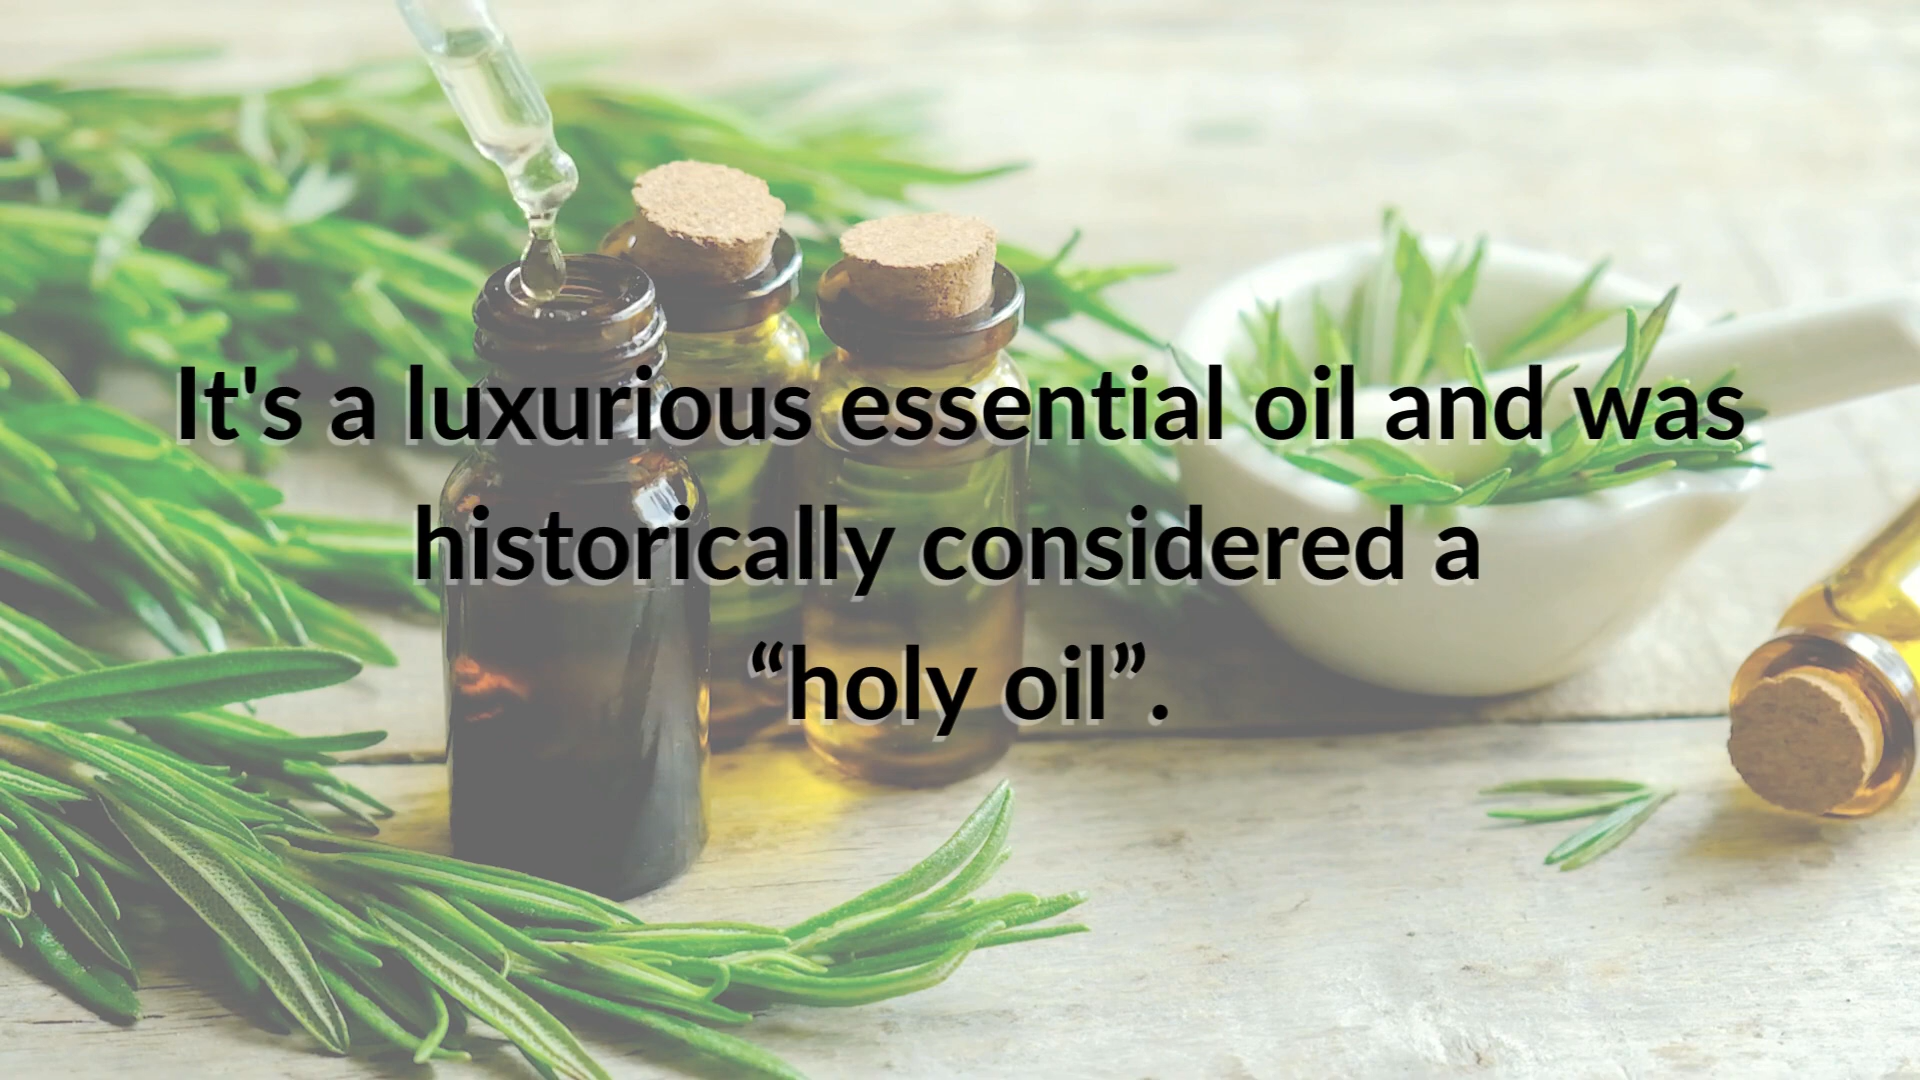 It's a luxurious essential oil and was
historically considered a
“holy oil”.